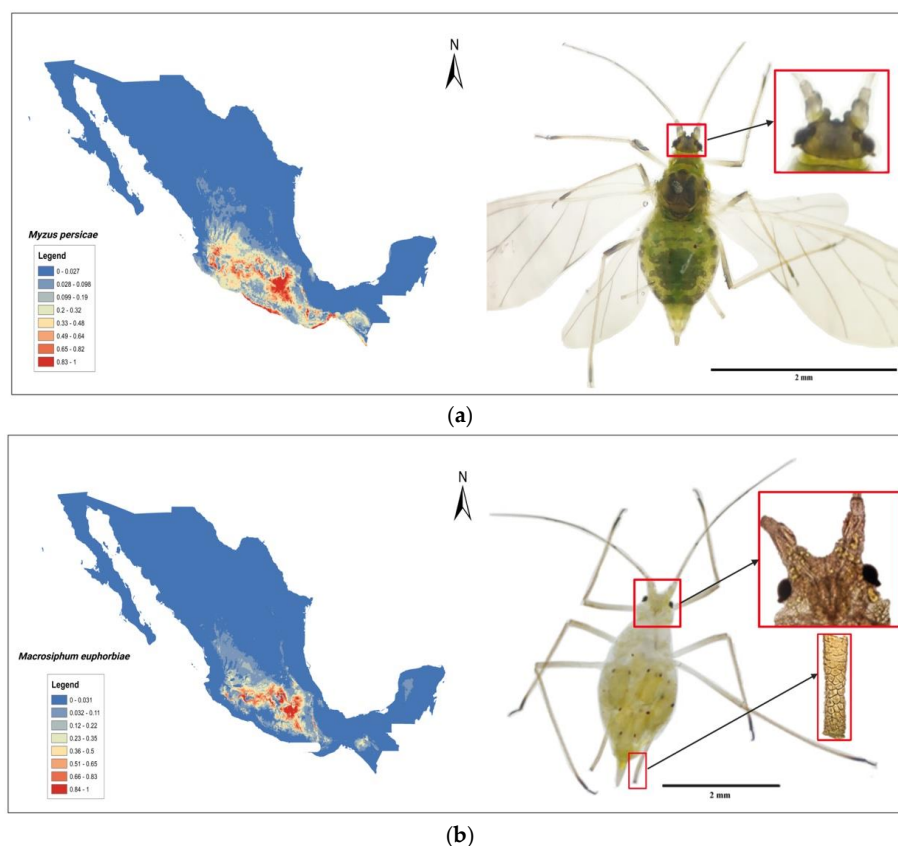 N
Myzus persicae
Legend
0 - 0.027
0.028 - 0.098
0.099 - 0.19
0.2 - 0.32
0.33 - 0.48
0.49 - 0.64
0.65 - 0.82
0.83 - 1
2 mm
(a)
N
Macrosiphum euphorbiae
Legend
0 - 0.031
0.032 - 0.11
0.12 - 0.22
0.23 - 0.35
0.36 - 0.5
0.51 - 0.65
0.66 - 0.83
0.84 - 1
2 mm
(b)